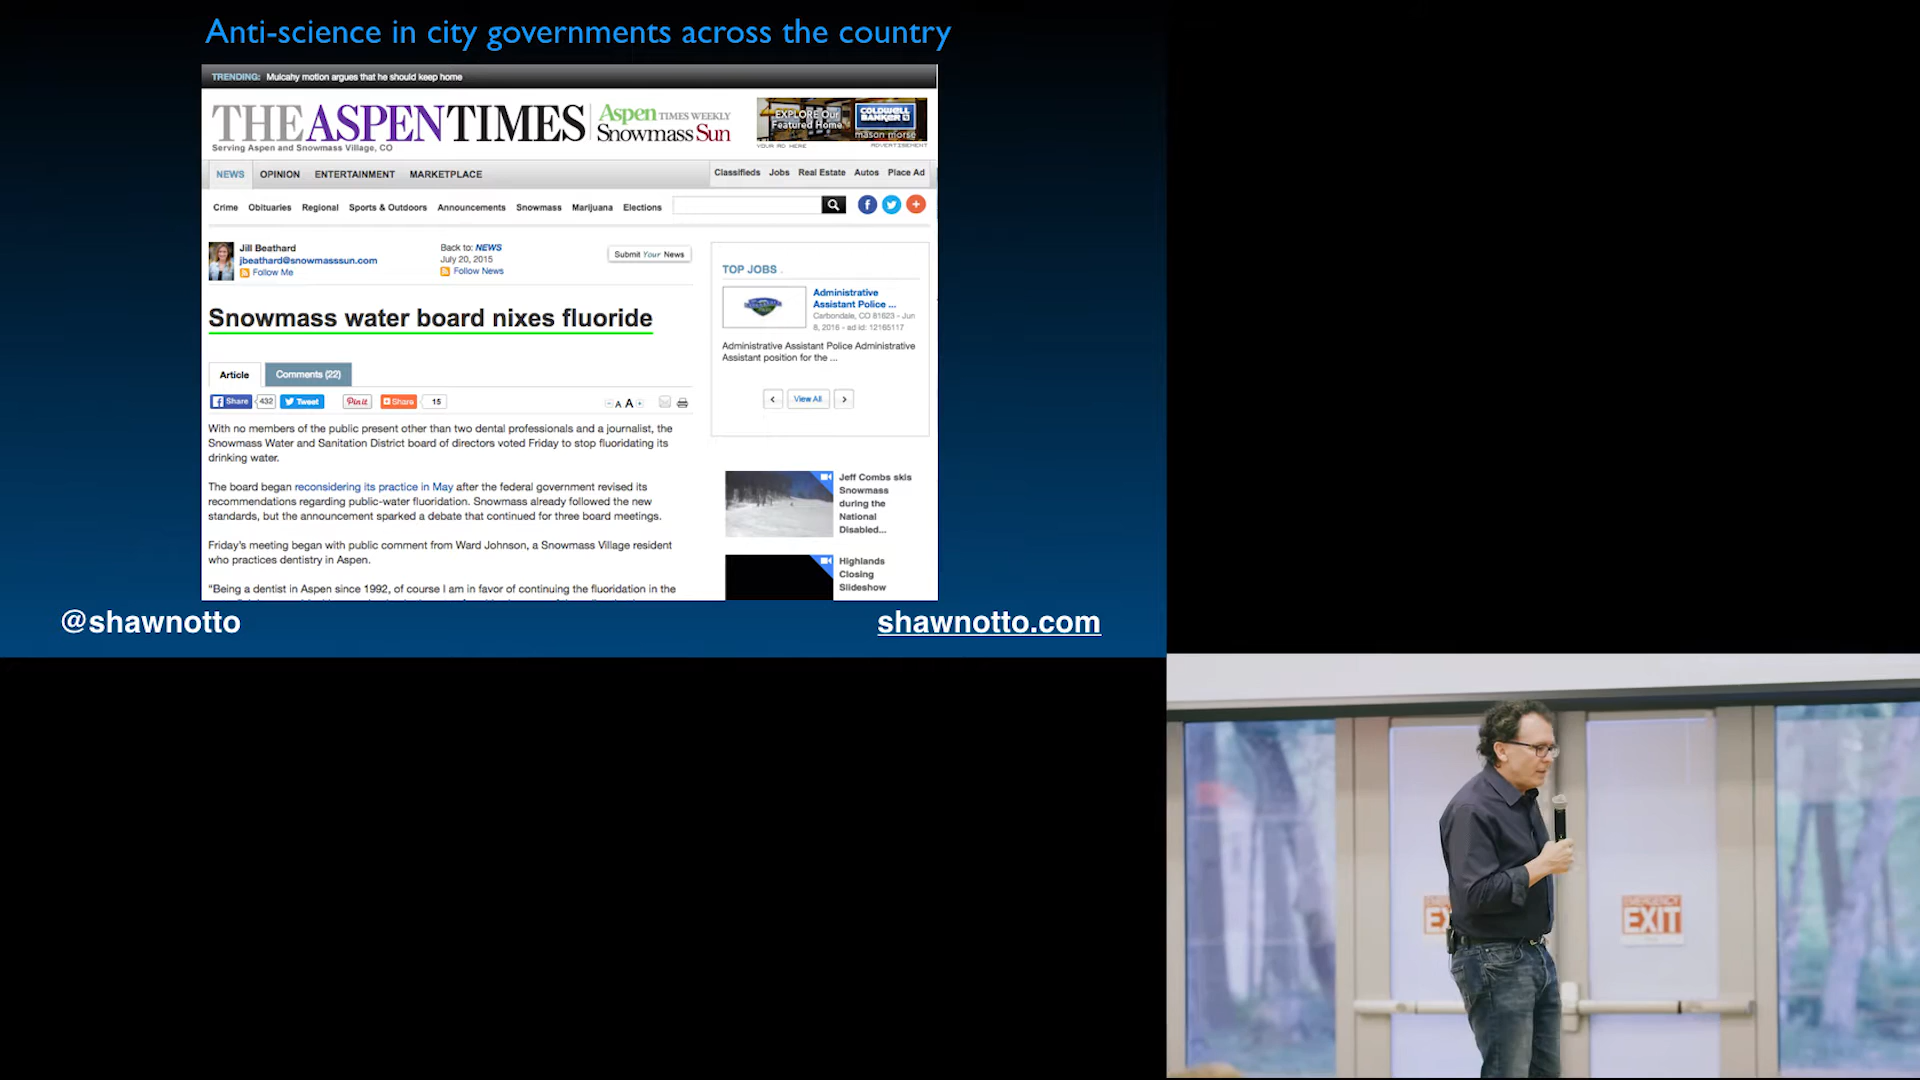 Anti-science in city governments across the country
TRENDING: Mulcahy motion argues that he should keep home
THE ASPEN TIMES
Serving Aspen and Snowmass Village, CO
Aspen TIMES WEEKLY
Snowmass Sun
EXPLORE Our
Featured Home
COLDWELL
BANKER
mason morse
YOUR AD HERE
ADVERTISEMENT
NEWS OPINION ENTERTAINMENT MARKETPLACE
Classifieds Jobs Real Estate Autos Place Ad
Crime Obituaries Regional Sports & Outdoors Announcements Snowmass Marijuana Elections
Jill Beathard
jbeathard@snowmasssun.com
Follow Me
Back to: NEWS
July 20, 2015
Follow News
Submit Your News
Snowmass water board nixes fluoride
Article Comments (22)
Share 432 Tweet Pin it Share 15
A A
With no members of the public present other than two dental professionals and a journalist, the
Snowmass Water and Sanitation District board of directors voted Friday to stop fluoridating its
drinking water.
The board began reconsidering its practice in May after the federal government revised its
recommendations regarding public-water fluoridation. Snowmass already followed the new
standards, but the announcement sparked a debate that continued for three board meetings.
Friday's meeting began with public comment from Ward Johnson, a Snowmass Village resident
who practices dentistry in Aspen.
"Being a dentist in Aspen since 1992, of course I am in favor of continuing the fluoridation in the
TOP JOBS
Administrative
Assistant Police ...
Carbondale, CO 81623 - Jun
8, 2016 - ad id: 12165117
Administrative Assistant Police Administrative
Assistant position for the ...
View All
Jeff Combs skis
Snowmass
during the
National
Disabled...
Highlands
Closing
Slideshow
@shawnotto
shawnotto.com
EX
EMERGENCY
EXIT